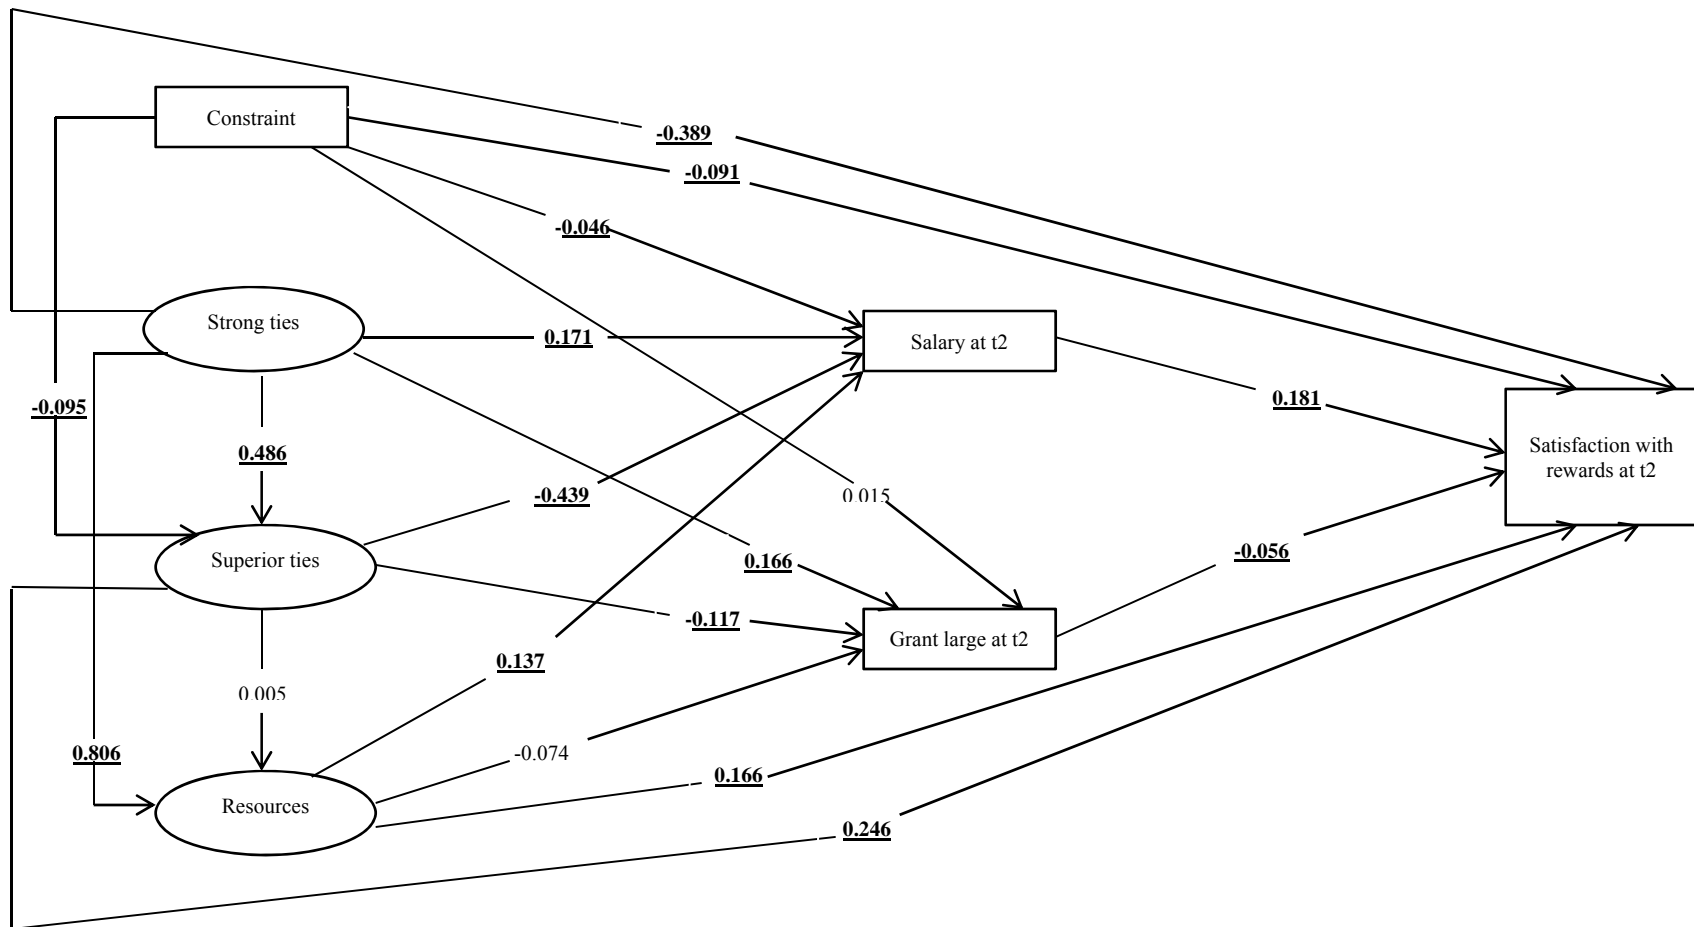 -0.389
Constraint
-0.091
-0.046
Strong ties
0.171
Salary at t2
0.181
-0.095
Satisfaction with
rewards at t2
0.486
-0.439
0.015
Superior ties
0.166
-0.056
-0.117
Grant large at t2
0.137
0.005
0.806
-0.074
0.166
Resources
0.246